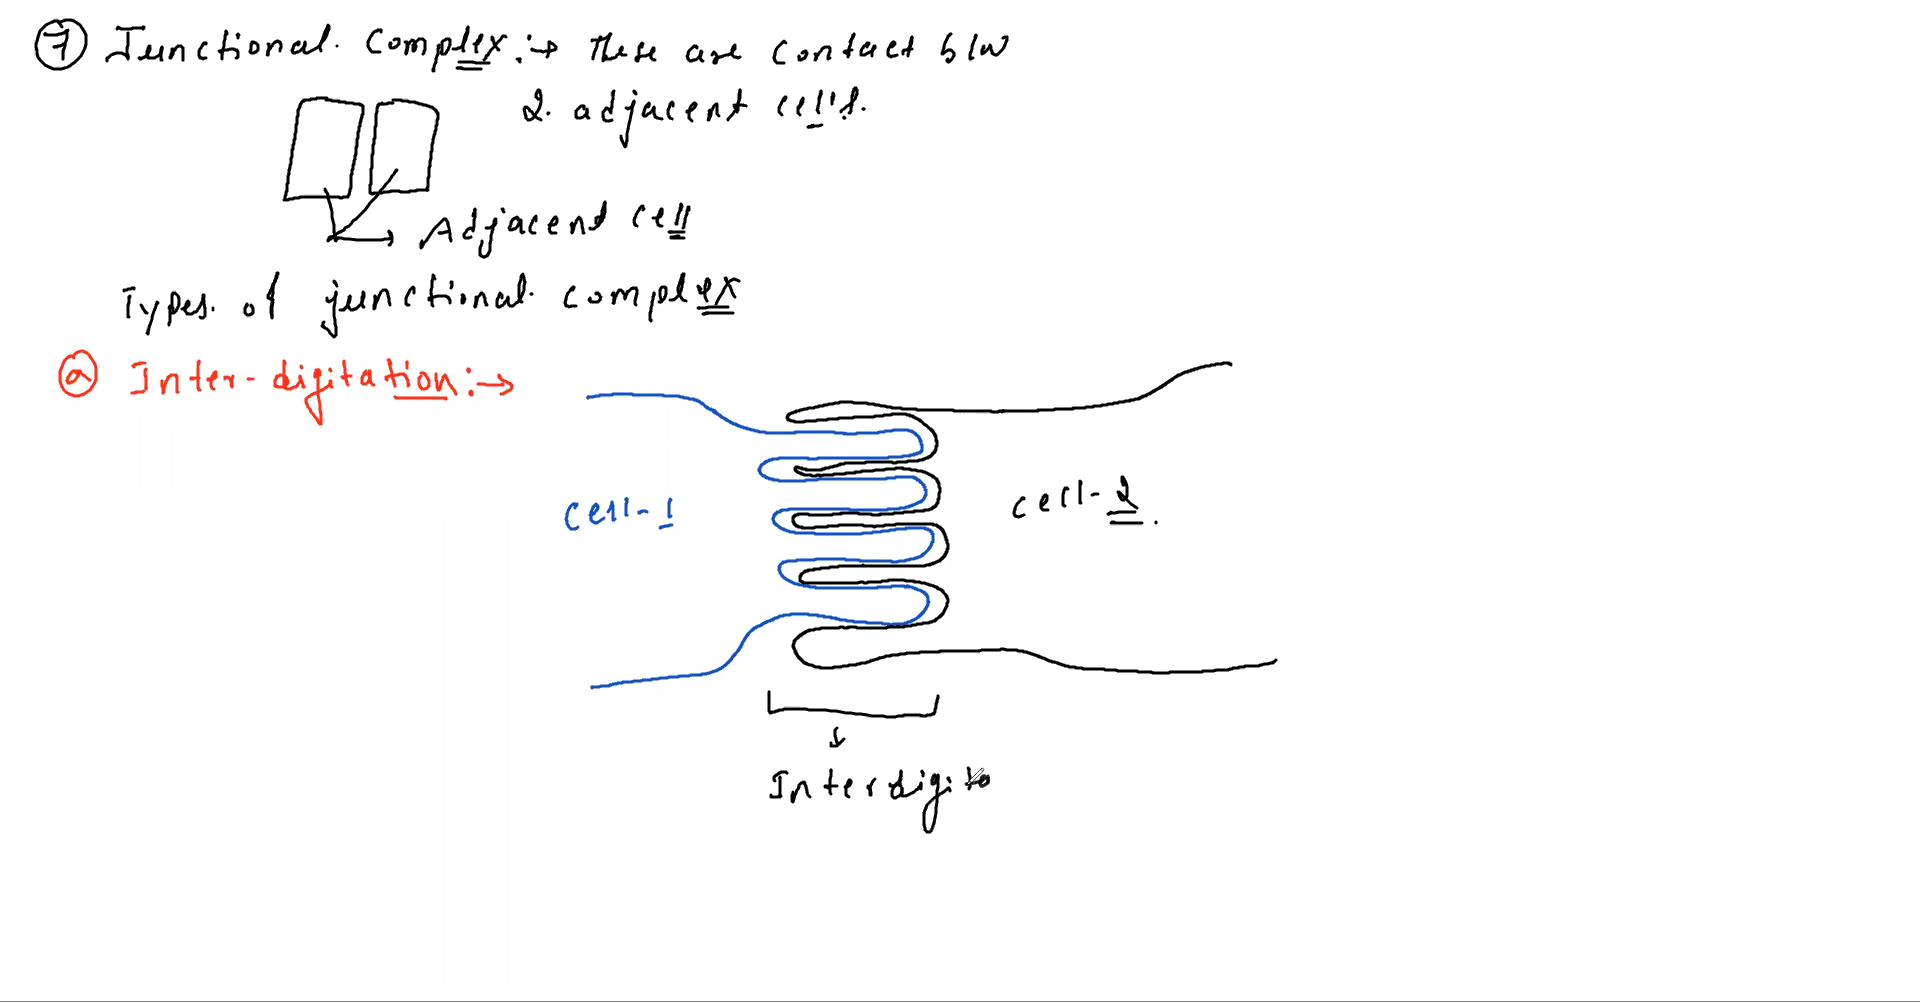 7 Junctional Complex :→ These are contact b/w
2. adjacent cells.
Adjacent cell
Types of junctional complex
a Inter-digitation :→
cell-1
cell-2.
Interdigita